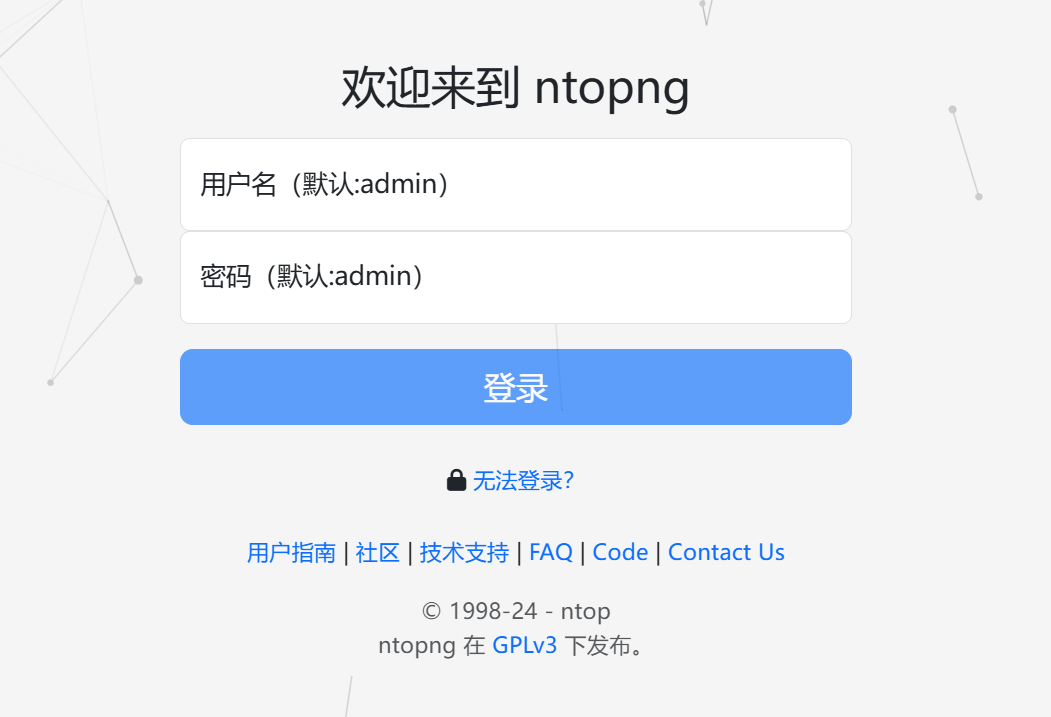 欢迎来到 ntopng
用户名（默认:admin）
密码（默认:admin）
登录
无法登录？
用户指南 | 社区 | 技术支持 | FAQ | Code | Contact Us
© 1998-24 - ntop
ntopng 在 GPLv3 下发布。